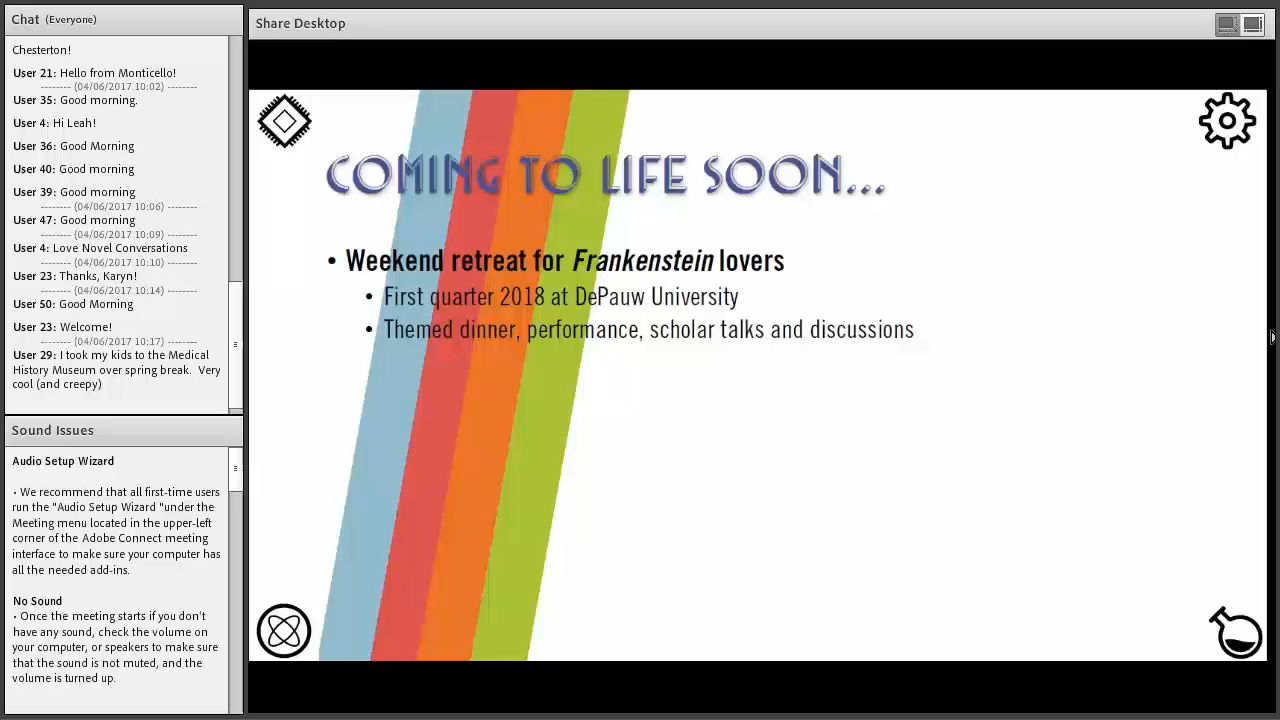 Chat (Everyone)
Chesterton!
User 21: Hello from Monticello!
-------- (04/06/2017 10:02) --------
User 35: Good morning.
User 4: Hi Leah!
User 36: Good Morning
User 40: Good morning
User 39: Good morning
-------- (04/06/2017 10:06) --------
User 47: Good morning
-------- (04/06/2017 10:09) --------
User 4: Love Novel Conversations
-------- (04/06/2017 10:10) --------
User 23: Thanks, Karyn!
-------- (04/06/2017 10:14) --------
User 50: Good Morning
User 23: Welcome!
-------- (04/06/2017 10:17) --------
User 29: I took my kids to the Medical
History Museum over spring break.  Very
cool (and creepy)
Sound Issues
Audio Setup Wizard
• We recommend that all first-time users
run the "Audio Setup Wizard "under the
Meeting menu located in the upper-left
corner of the Adobe Connect meeting
interface to make sure your computer has
all the needed add-ins.
No Sound
• Once the meeting starts if you don't
have any sound, check the volume on
your computer, or speakers to make sure
that the sound is not muted, and the
volume is turned up.
Share Desktop
COMING TO LIFE SOON...
• Weekend retreat for Frankenstein lovers
• First quarter 2018 at DePauw University
• Themed dinner, performance, scholar talks and discussions